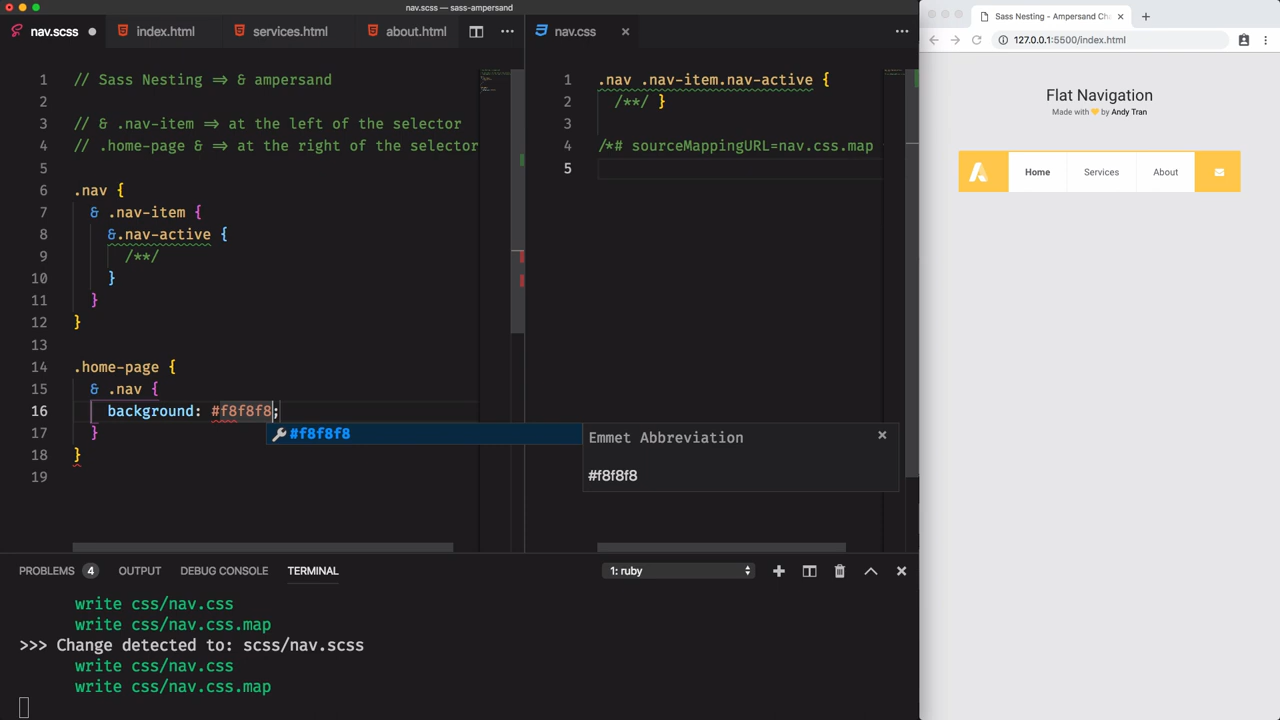 nav.scss — sass-ampersand
nav.scss
index.html
services.html
about.html
1 // Sass Nesting => & ampersand
2
3 // & .nav-item => at the left of the selector
4 // .home-page & => at the right of the selector
5
6 .nav {
7 & .nav-item {
8 &.nav-active {
9 /**/
10 }
11 }
12 }
13
14 .home-page {
15 & .nav {
16 background: #f8f8f8;
17 }
18 }
19
#f8f8f8
Emmet Abbreviation
#f8f8f8
nav.css
1 .nav .nav-item.nav-active {
2 /**/ }
3
4 /*# sourceMappingURL=nav.css.map
5
PROBLEMS 4 OUTPUT DEBUG CONSOLE TERMINAL 1: ruby
write css/nav.css
write css/nav.css.map
>>> Change detected to: scss/nav.scss
write css/nav.css
write css/nav.css.map
Sass Nesting - Ampersand Ch
127.0.0.1:5500/index.html
Flat Navigation
Made with 💛 by Andy Tran
Home Services About